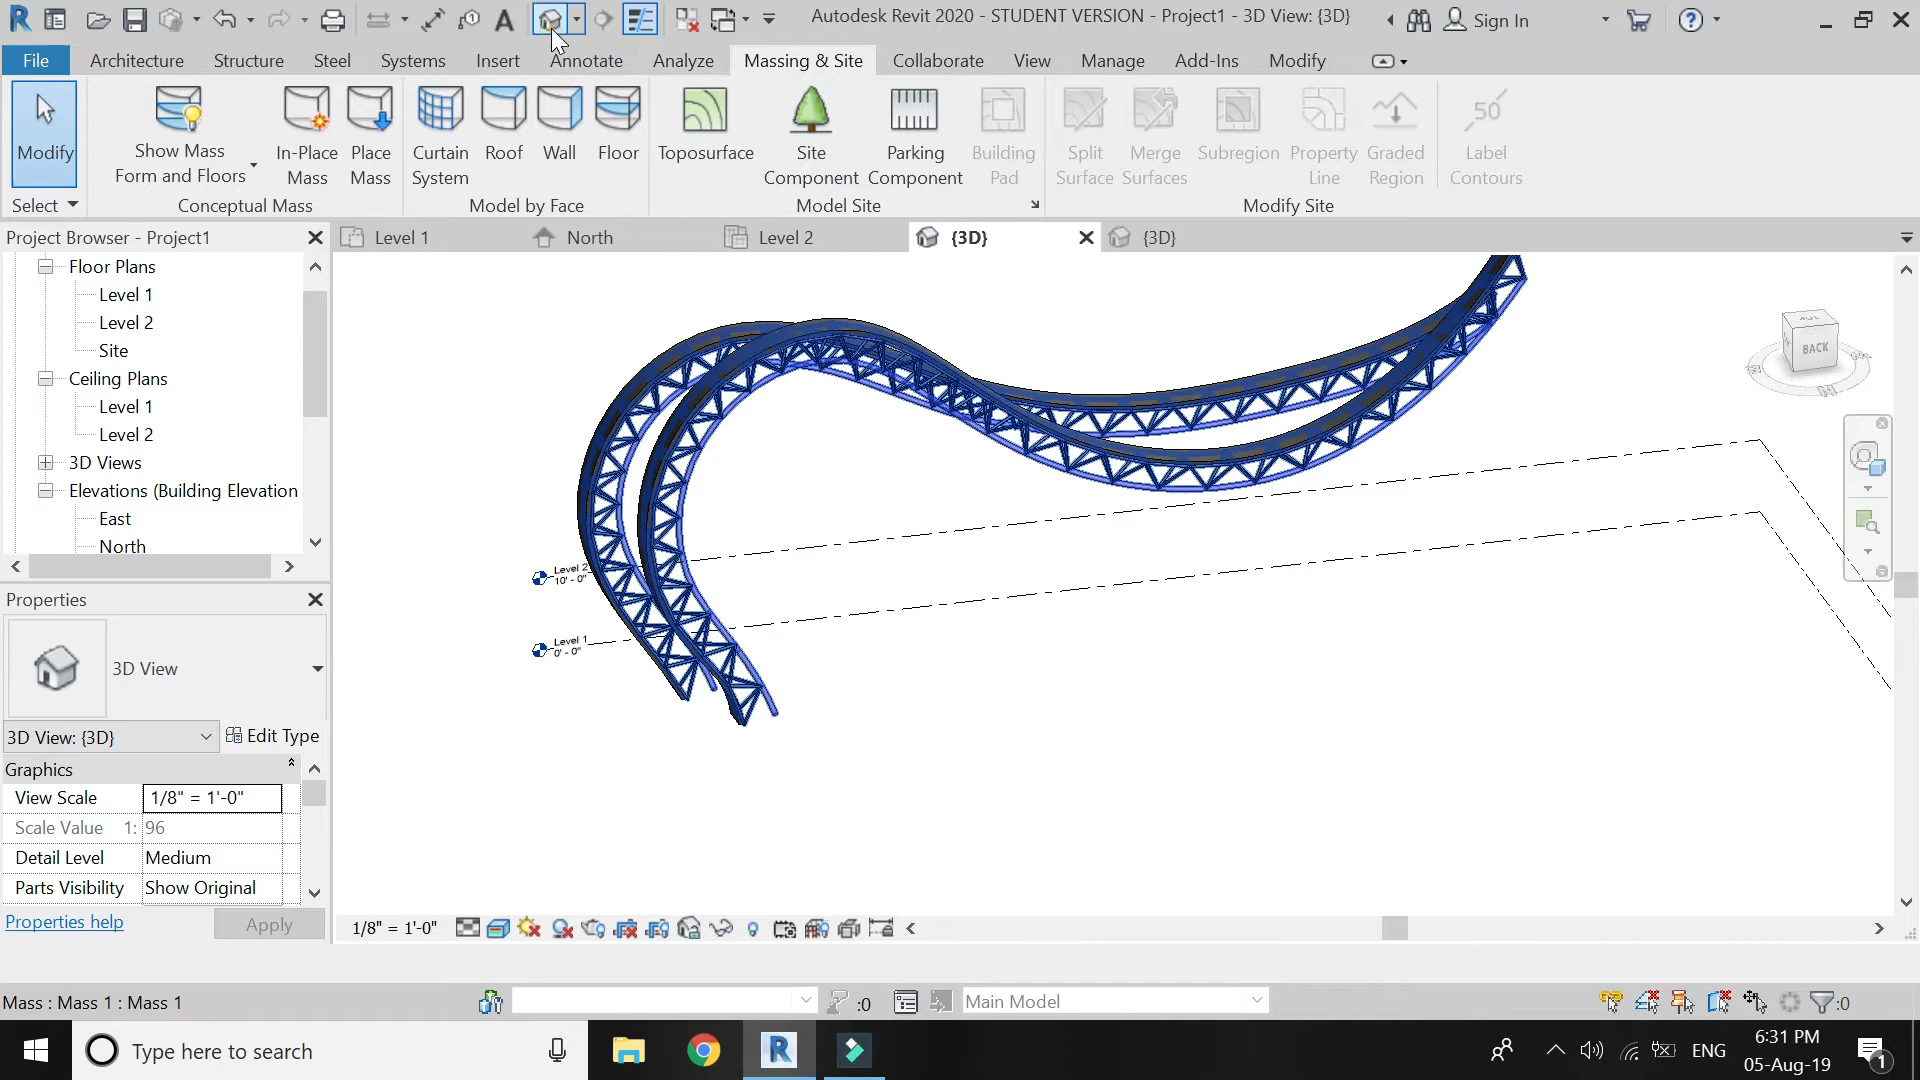 Autodesk Revit 2020 - STUDENT VERSION - Project1 - 3D View: {3D}
Sign In
File
Architecture
Structure
Steel
Systems
Insert
Annotate
Analyze
Massing & Site
Collaborate
View
Manage
Add-Ins
Modify
Modify
Show Mass
Form and Floors
In-Place
Mass
Place
Mass
Curtain
System
Roof
Wall
Floor
Toposurface
Site
Component
Parking
Component
Building
Pad
Split
Surface
Merge
Surfaces
Subregion
Property
Line
Graded
Region
50
Label
Contours
Select
Conceptual Mass
Model by Face
Model Site
Modify Site
Project Browser - Project1
Level 1
North
Level 2
{3D}
{3D}
Floor Plans
Level 1
Level 2
Site
Ceiling Plans
Level 1
Level 2
3D Views
Elevations (Building Elevation
East
North
BACK
Level 2
10' - 0"
Level 1
0' - 0"
Properties
3D View
3D View: {3D}
Edit Type
Graphics
View Scale
1/8" = 1'-0"
Scale Value 1:
96
Detail Level
Medium
Parts Visibility
Show Original
Properties help
Apply
1/8" = 1'-0"
Mass : Mass 1 : Mass 1
:0
Main Model
:0
Type here to search
ENG
6:31 PM
05-Aug-19
1